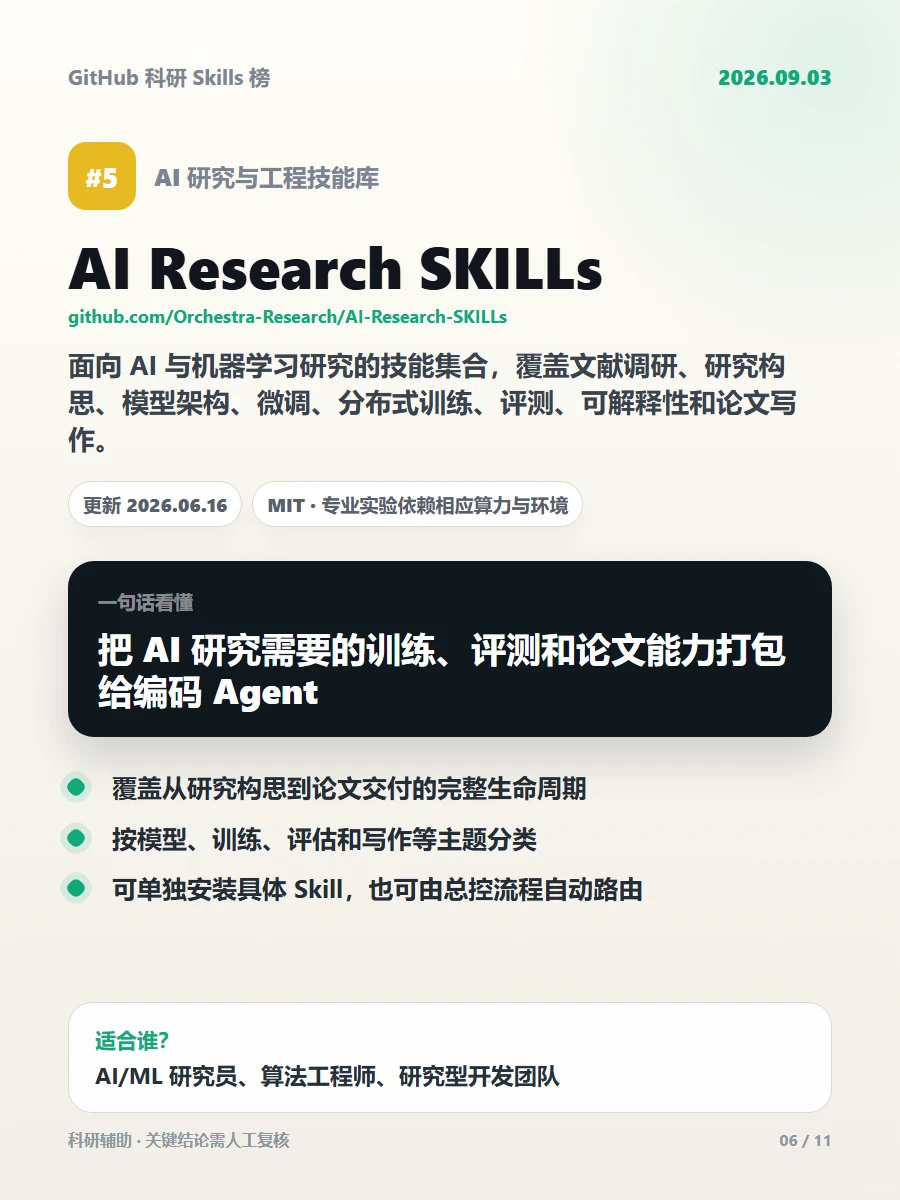 GitHub 科研 Skills 榜
2026.09.03
#5
AI 研究与工程技能库
AI Research SKILLs
github.com/Orchestra-Research/AI-Research-SKILLs
面向 AI 与机器学习研究的技能集合，覆盖文献调研、研究构
思、模型架构、微调、分布式训练、评测、可解释性和论文写
作。
更新 2026.06.16
MIT · 专业实验依赖相应算力与环境
一句话看懂
把 AI 研究需要的训练、评测和论文能力打包
给编码 Agent
覆盖从研究构思到论文交付的完整生命周期
按模型、训练、评估和写作等主题分类
可单独安装具体 Skill，也可由总控流程自动路由
适合谁？
AI/ML 研究员、算法工程师、研究型开发团队
科研辅助 · 关键结论需人工复核
06 / 11